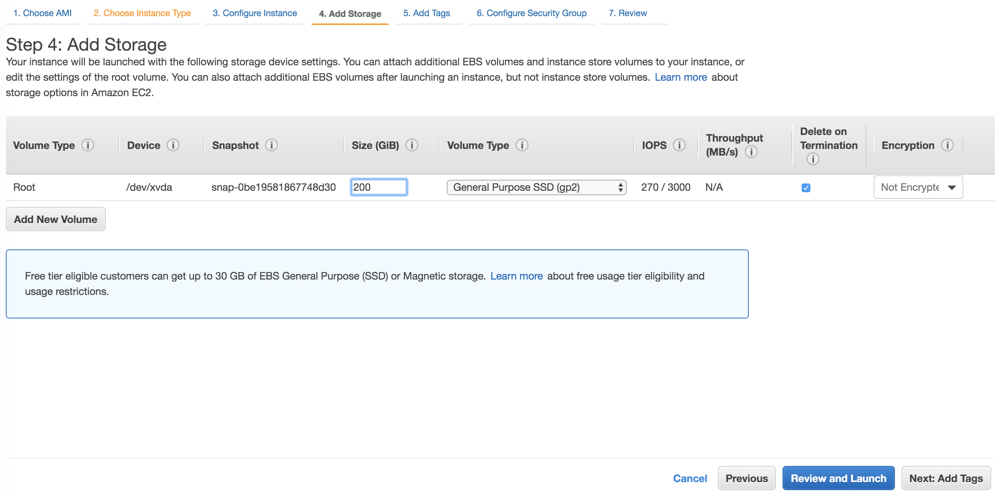 1. Choose AMI
2. Choose Instance Type
3. Configure Instance
4. Add Storage
5. Add Tags
6. Configure Security Group
7. Review
Step 4: Add Storage
Your instance will be launched with the following storage device settings. You can attach additional EBS volumes and instance store volumes to your instance, or
edit the settings of the root volume. You can also attach additional EBS volumes after launching an instance, but not instance store volumes. Learn more about
storage options in Amazon EC2.
Volume Type
Device
Snapshot
Size (GiB)
Volume Type
IOPS
Throughput
(MB/s)
Delete on
Termination
Encryption
Root
/dev/xvda
snap-0be19581867748d30
200
General Purpose SSD (gp2)
270 / 3000
N/A
Not Encrypte
Add New Volume
Free tier eligible customers can get up to 30 GB of EBS General Purpose (SSD) or Magnetic storage. Learn more about free usage tier eligibility and
usage restrictions.
Cancel
Previous
Review and Launch
Next: Add Tags